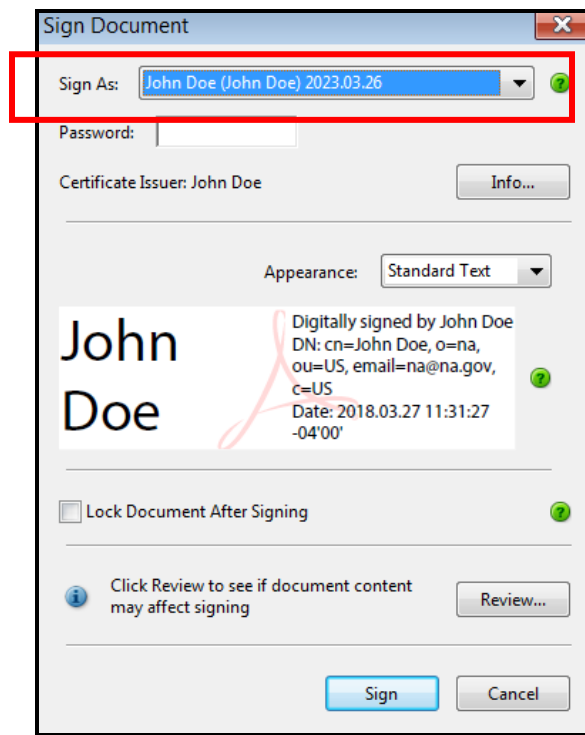 Sign Document
Sign As: John Doe (John Doe) 2023.03.26
?
Password:
Certificate Issuer: John Doe
Info...
Appearance: Standard Text
John
Doe
Digitally signed by John Doe
DN: cn=John Doe, o=na,
ou=US, email=na@na.gov,
c=US
Date: 2018.03.27 11:31:27
-04'00'
?
Lock Document After Signing
?
Click Review to see if document content
may affect signing
Review...
Sign
Cancel